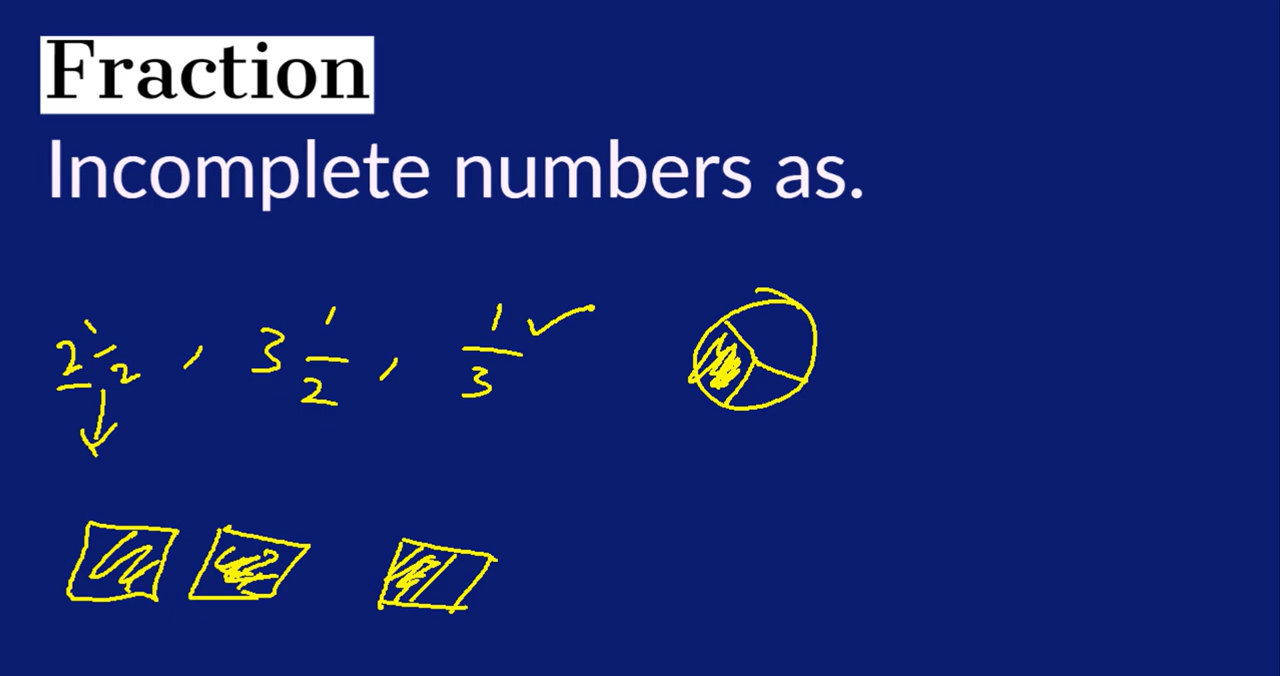 Fraction
Incomplete numbers as.
2 1/2 , 3 1/2 , 1/3 ✓